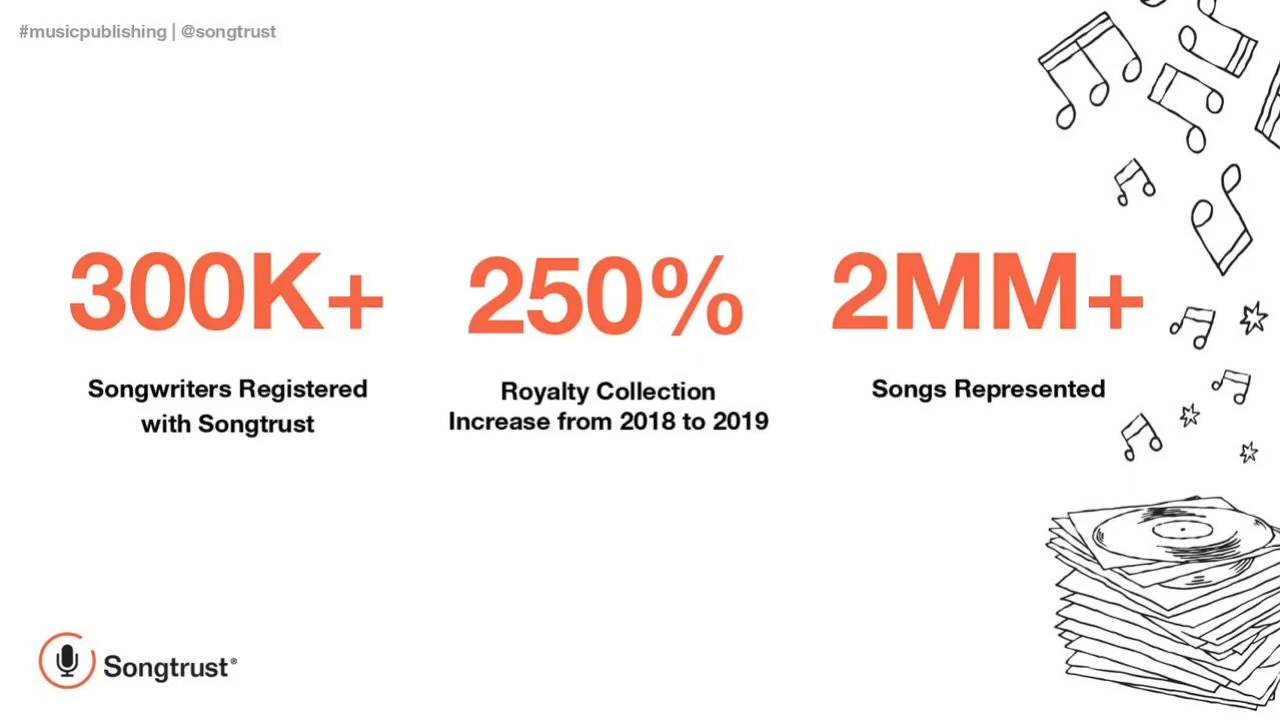 #musicpublishing | @songtrust
300K+
Songwriters Registered
with Songtrust
250%
Royalty Collection
Increase from 2018 to 2019
2MM+
Songs Represented
Songtrust®